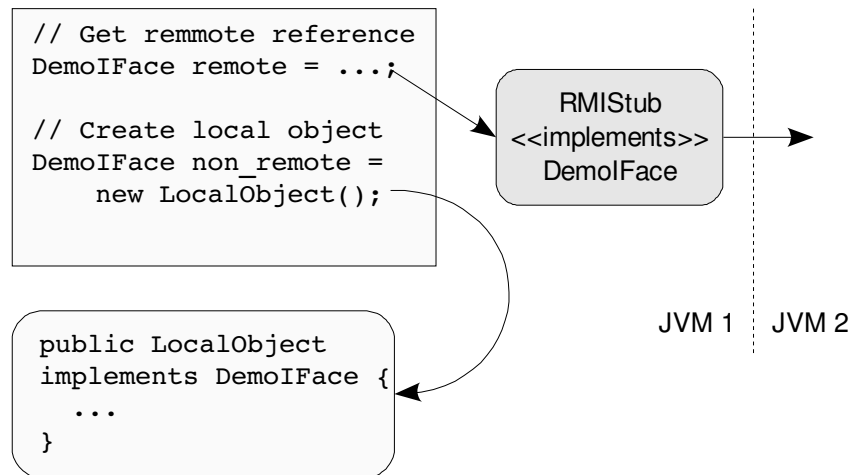 // Get remmote reference
DemoIFace remote = ...;
// Create local object
DemoIFace non_remote =
new LocalObject();
RMIStub
<<implements>>
DemoIFace
JVM 1
JVM 2
public LocalObject
implements DemoIFace {
...
}